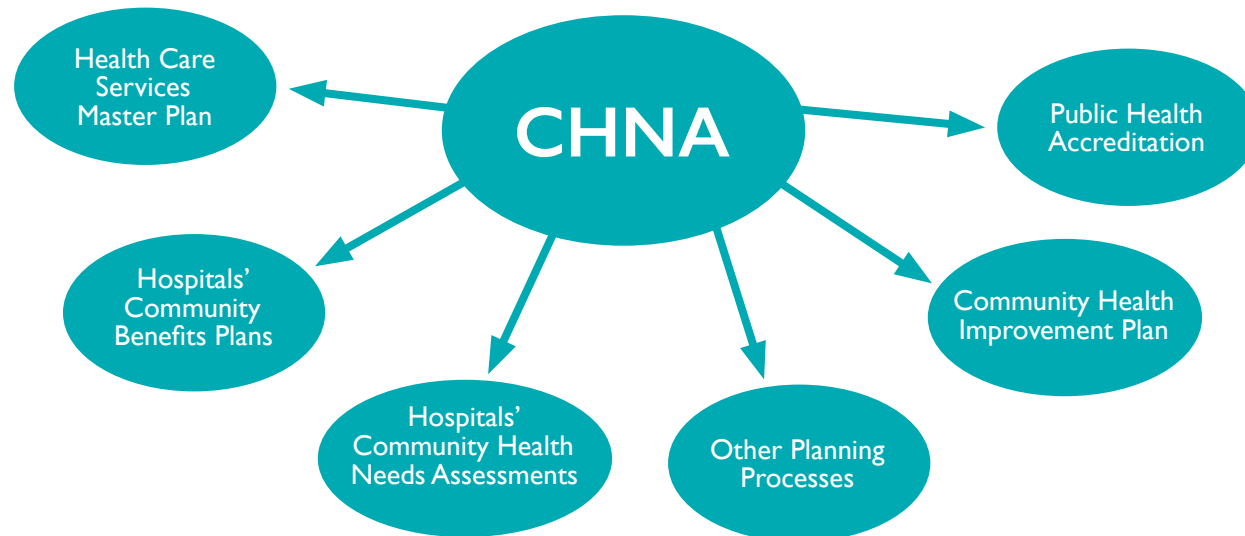 CHNA
Health Care
Services
Master Plan
Public Health
Accreditation
Hospitals’
Community
Benefits Plans
Community Health
Improvement Plan
Hospitals’
Community Health
Needs Assessments
Other Planning
Processes